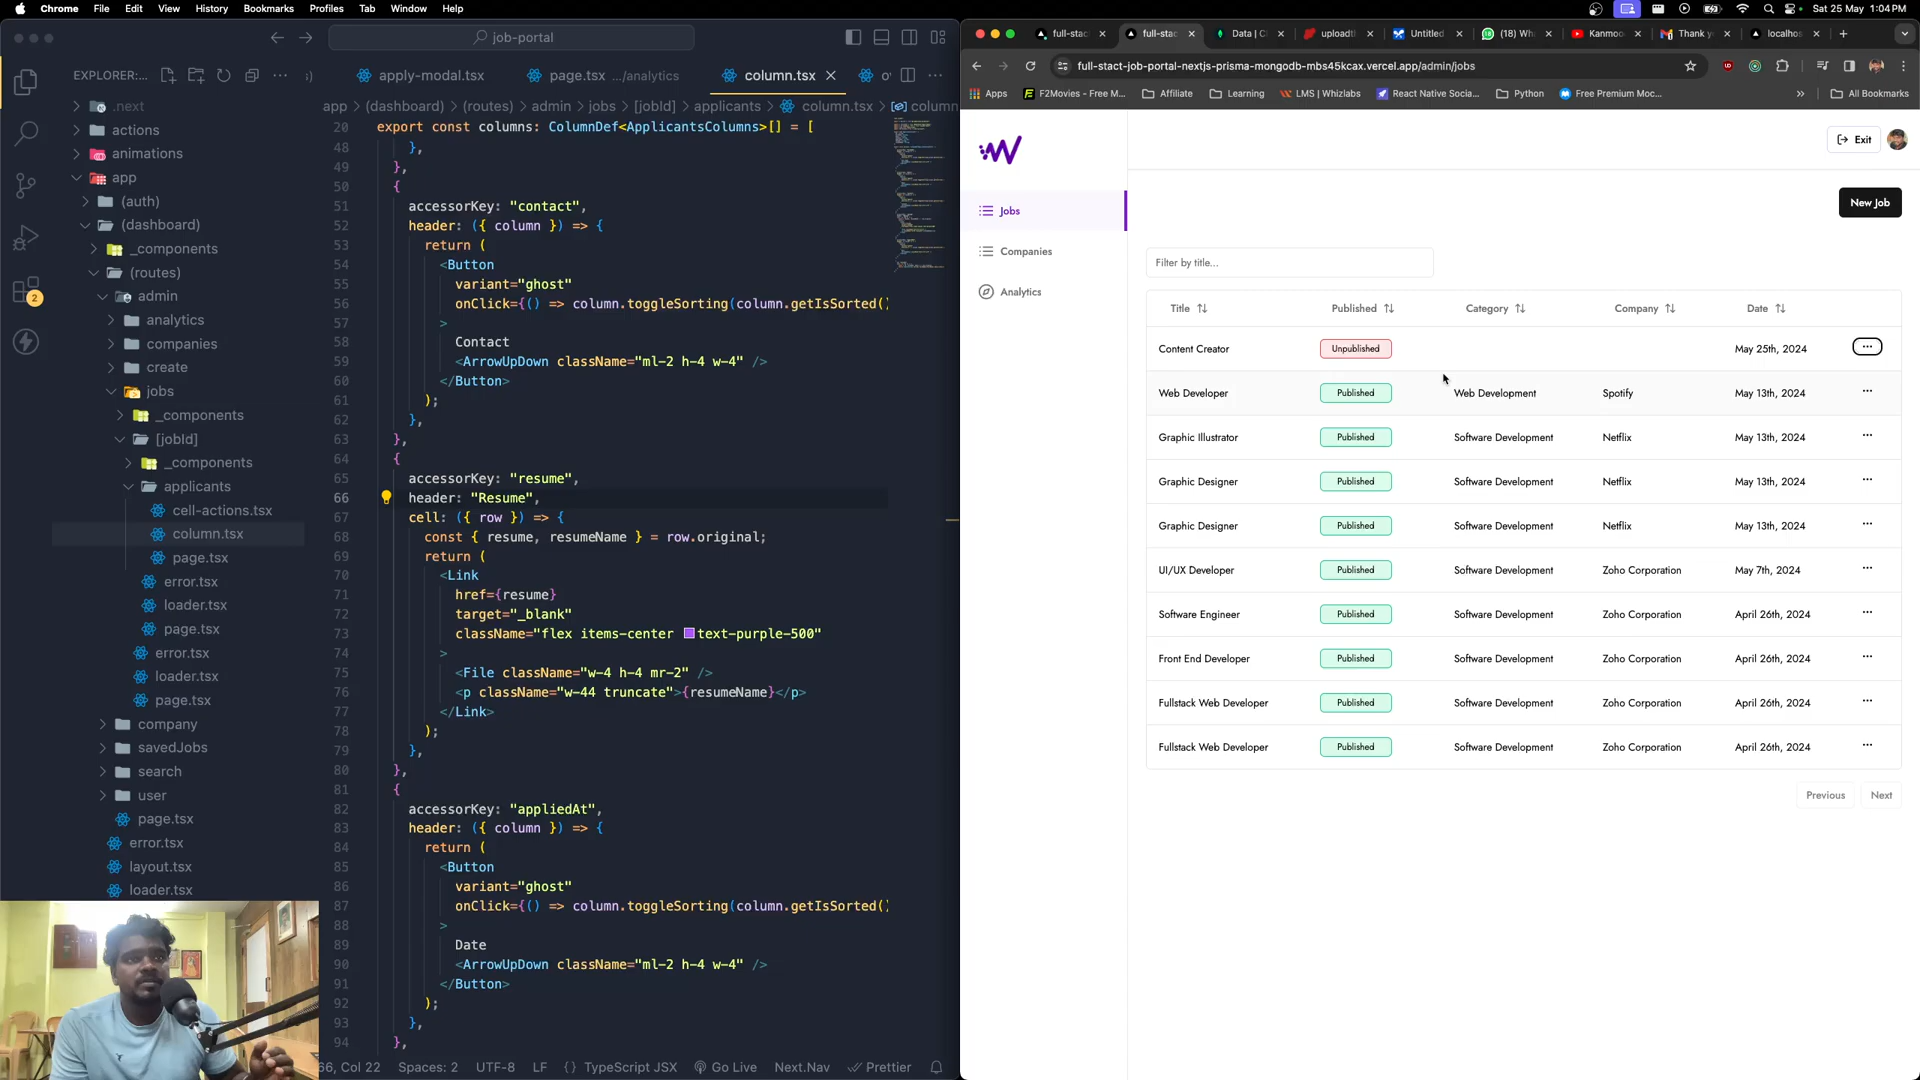 Chrome File Edit View History Bookmarks Profiles Tab Window Help
Sat 25 May 1:04 PM
job-portal
EXPLORER:...
apply-modal.tsx
page.tsx .../analytics
column.tsx
app > (dashboard) > (routes) > admin > jobs > [jobId] > applicants > column.tsx > column
.next
actions
animations
app
(auth)
(dashboard)
_components
(routes)
admin
analytics
companies
create
jobs
_components
[jobId]
_components
applicants
cell-actions.tsx
column.tsx
page.tsx
error.tsx
loader.tsx
page.tsx
error.tsx
loader.tsx
page.tsx
company
savedJobs
search
user
page.tsx
error.tsx
layout.tsx
loader.tsx
2
20 export const columns: ColumnDef<ApplicantsColumns>[] = [
48 },
49 },
50 {
51 accessorKey: "contact",
52 header: ({ column }) => {
53 return (
54 <Button
55 variant="ghost"
56 onClick={() => column.toggleSorting(column.getIsSorted()
57 >
58 Contact
59 <ArrowUpDown className="ml-2 h-4 w-4" />
60 </Button>
61 );
62 },
63 },
64 {
65 accessorKey: "resume",
66 header: "Resume",
67 cell: ({ row }) => {
68 const { resume, resumeName } = row.original;
69 return (
70 <Link
71 href={resume}
72 target="_blank"
73 className="flex items-center text-purple-500"
74 >
75 <File className="w-4 h-4 mr-2" />
76 <p className="w-44 truncate">{resumeName}</p>
77 </Link>
78 );
79 },
80 },
81 {
82 accessorKey: "appliedAt",
83 header: ({ column }) => {
84 return (
85 <Button
86 variant="ghost"
87 onClick={() => column.toggleSorting(column.getIsSorted()
88 >
89 Date
90 <ArrowUpDown className="ml-2 h-4 w-4" />
91 </Button>
92 );
93 },
94 },
66, Col 22 Spaces: 2 UTF-8 LF {} TypeScript JSX Go Live Next.Nav Prettier
full-stac
full-stac
Data | C
uploadt
Untitled
(18) Wh
Kanmoo
Thank y
localhos
full-stact-job-portal-nextjs-prisma-mongodb-mbs45kcax.vercel.app/admin/jobs
Apps F2Movies - Free M... Affiliate Learning LMS | Whizlabs React Native Socia... Python Free Premium Moc... » All Bookmarks
Exit
Jobs
Companies
Analytics
New Job
Filter by title...
Title Published Category Company Date
Content Creator Unpublished May 25th, 2024
Web Developer Published Web Development Spotify May 13th, 2024
Graphic Illustrator Published Software Development Netflix May 13th, 2024
Graphic Designer Published Software Development Netflix May 13th, 2024
Graphic Designer Published Software Development Netflix May 13th, 2024
UI/UX Developer Published Software Development Zoho Corporation May 7th, 2024
Software Engineer Published Software Development Zoho Corporation April 26th, 2024
Front End Developer Published Software Development Zoho Corporation April 26th, 2024
Fullstack Web Developer Published Software Development Zoho Corporation April 26th, 2024
Fullstack Web Developer Published Software Development Zoho Corporation April 26th, 2024
Previous Next